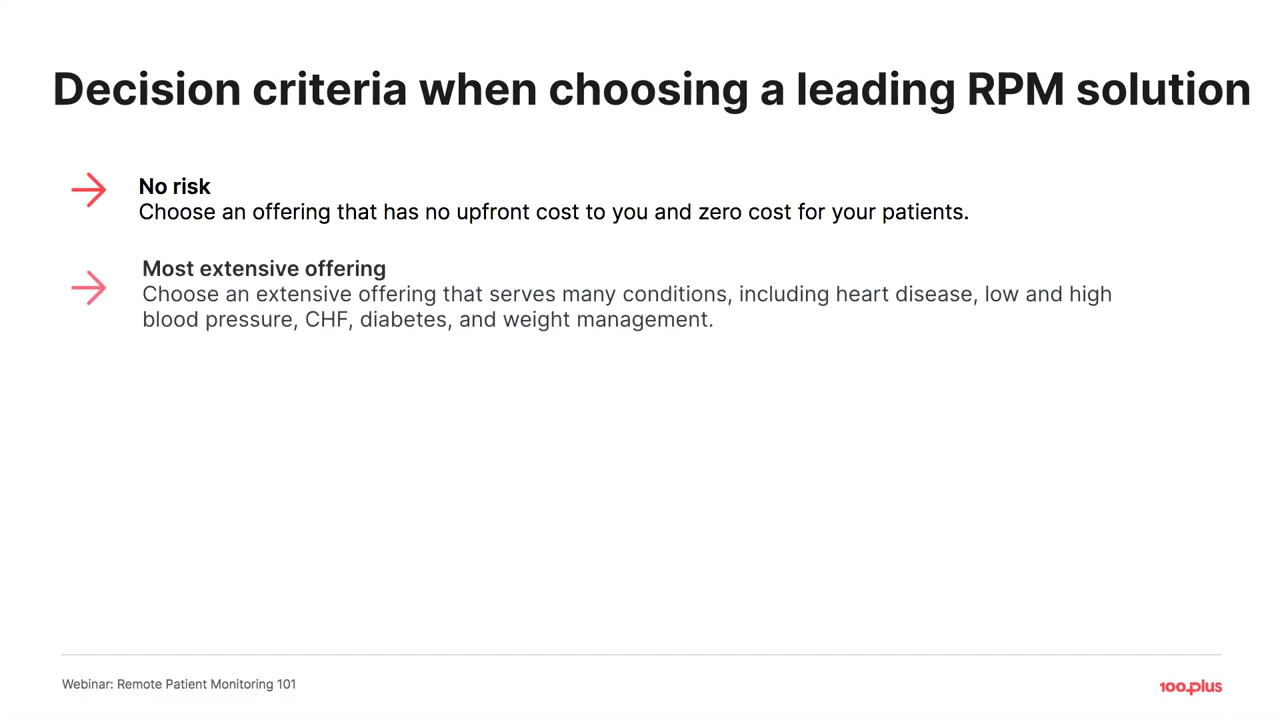 Decision criteria when choosing a leading RPM solution
No risk
Choose an offering that has no upfront cost to you and zero cost for your patients.
Most extensive offering
Choose an extensive offering that serves many conditions, including heart disease, low and high
blood pressure, CHF, diabetes, and weight management.
Webinar: Remote Patient Monitoring 101
100plus